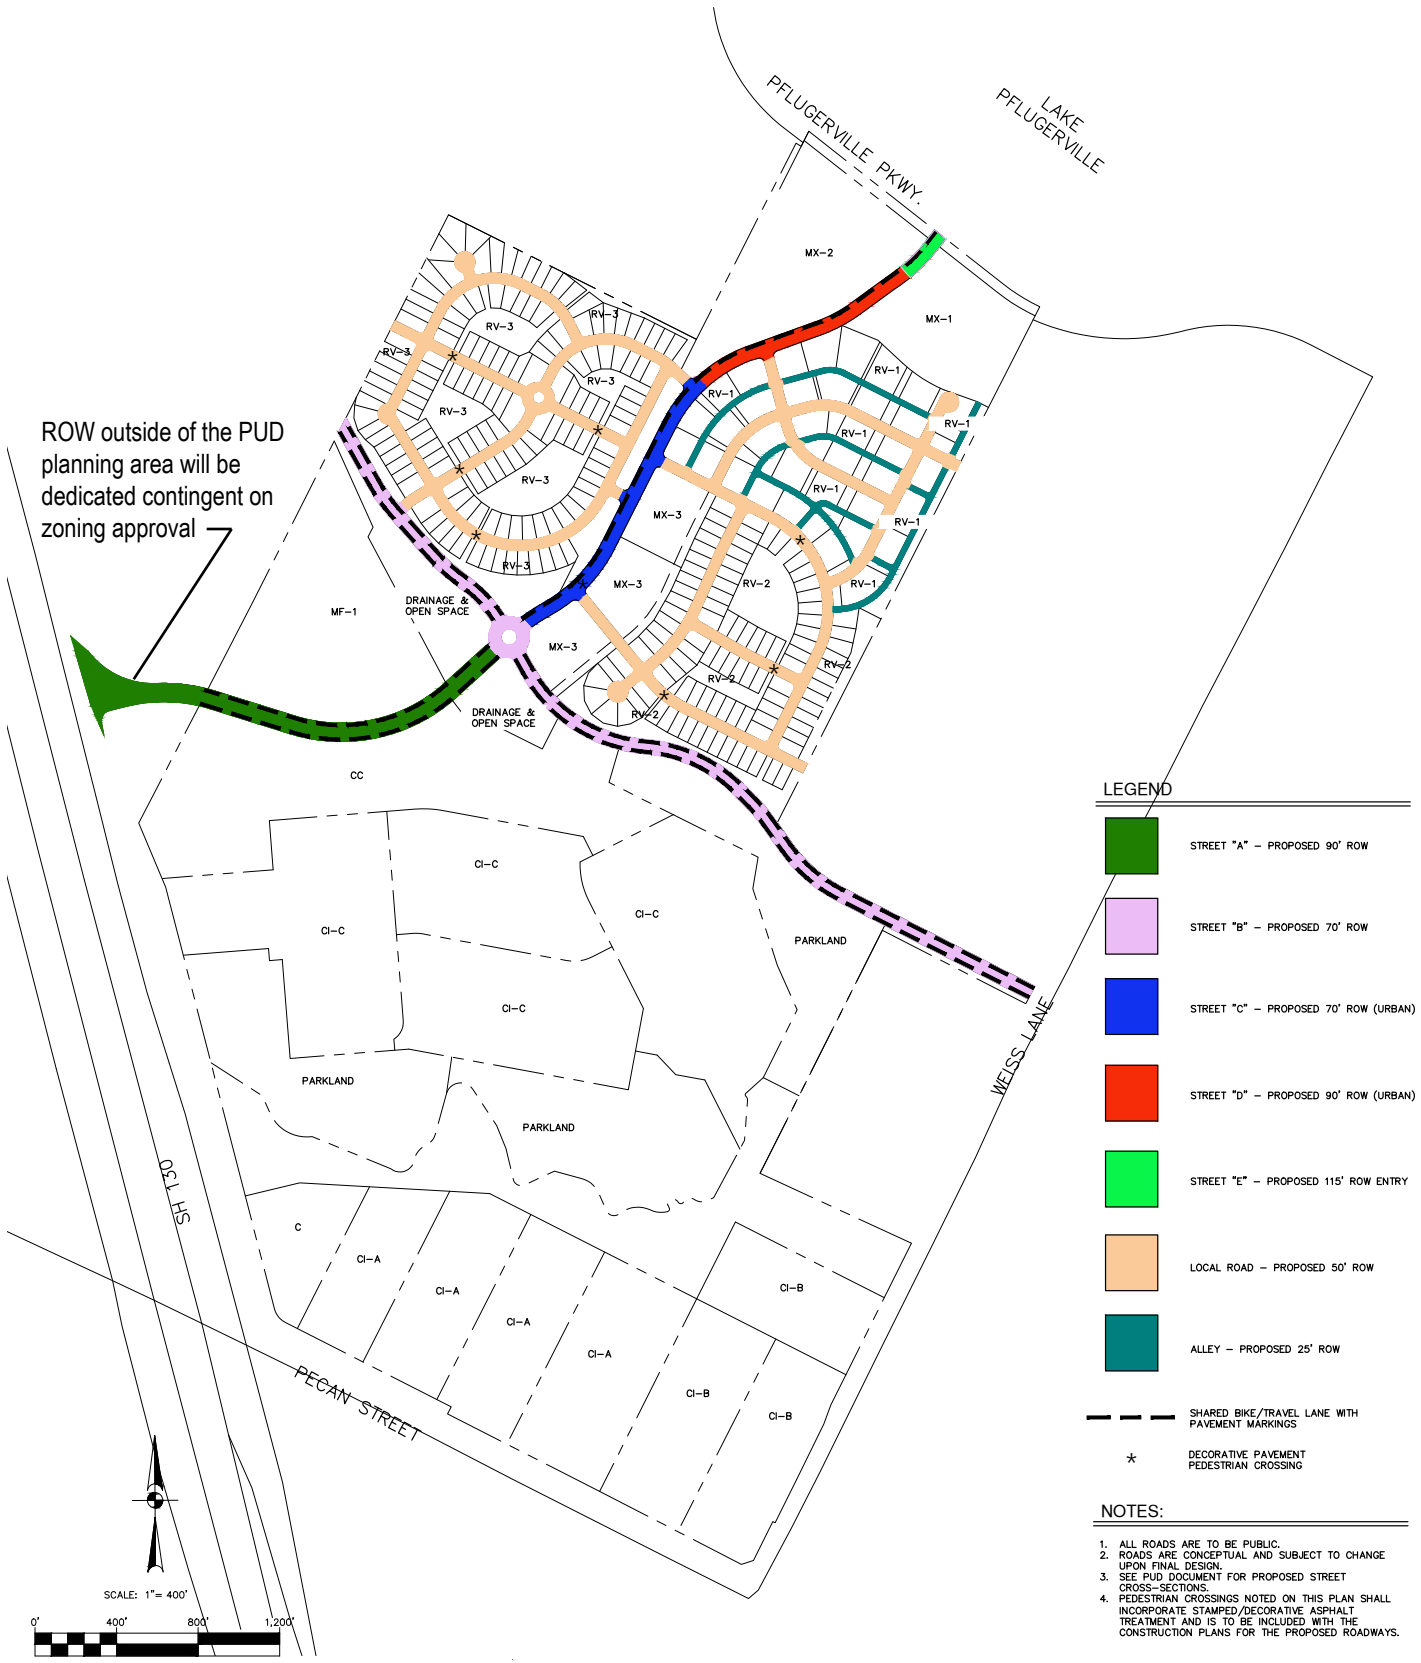 LAKE
PFLUGERVILLE
PFLUGERVILLE PKWY.
MX-2
MX-1
RV-3
RV-3
RV-3
RV-3
RV-3
RV-3
RV-3
RV-1
RV-1
RV-1
RV-1
RV-1
RV-1
RV-1
MX-3
MX-3
MX-3
RV-2
RV-2
RV-2
RV-2
ROW outside of the PUD
planning area will be
dedicated contingent on
zoning approval
MF-1
DRAINAGE &
OPEN SPACE
DRAINAGE &
OPEN SPACE
CC
CI-C
CI-C
CI-C
CI-C
PARKLAND
PARKLAND
PARKLAND
WEISS LANE
SH 130
C
CI-A
CI-A
CI-A
CI-A
CI-B
CI-B
CI-B
PECAN STREET
SCALE: 1"= 400'
0' 400' 800' 1,200'
LEGEND
STREET "A" - PROPOSED 90' ROW
STREET "B" - PROPOSED 70' ROW
STREET "C" - PROPOSED 70' ROW (URBAN)
STREET "D" - PROPOSED 90' ROW (URBAN)
STREET "E" - PROPOSED 115' ROW ENTRY
LOCAL ROAD - PROPOSED 50' ROW
ALLEY - PROPOSED 25' ROW
SHARED BIKE/TRAVEL LANE WITH
PAVEMENT MARKINGS
* DECORATIVE PAVEMENT
PEDESTRIAN CROSSING
NOTES:
1. ALL ROADS ARE TO BE PUBLIC.
2. ROADS ARE CONCEPTUAL AND SUBJECT TO CHANGE
UPON FINAL DESIGN.
3. SEE PUD DOCUMENT FOR PROPOSED STREET
CROSS-SECTIONS.
4. PEDESTRIAN CROSSINGS NOTED ON THIS PLAN SHALL
INCORPORATE STAMPED/DECORATIVE ASPHALT
TREATMENT AND IS TO BE INCLUDED WITH THE
CONSTRUCTION PLANS FOR THE PROPOSED ROADWAYS.